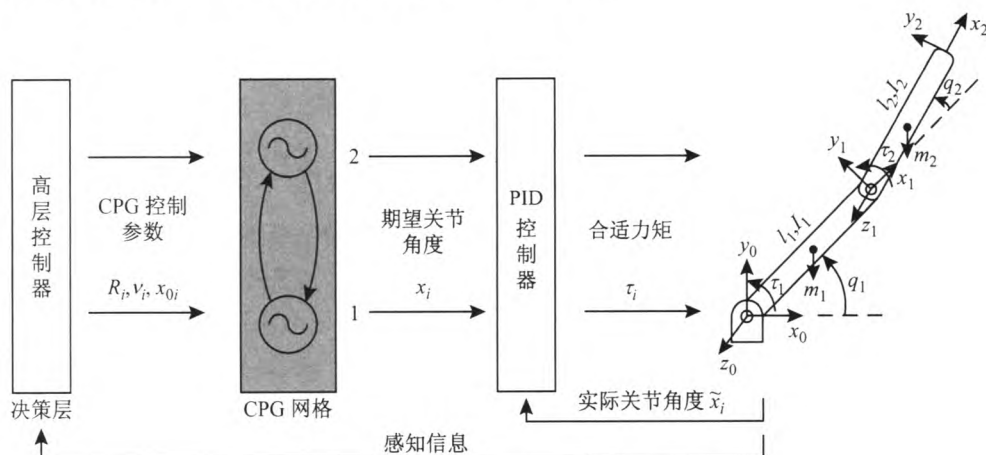 高层控制器
决策层
CPG 控制
参数
R_i, ν_i, x_{0i}
2
1
CPG 网格
期望关节
角度
x_i
PID
控制器
合适力矩
τ_i
实际关节角度 x̃_i
感知信息
y_2
x_2
l_2,I_2
q_2
m_2
y_1
τ_2
x_1
z_1
l_1,I_1
y_0
τ_1
m_1
q_1
x_0
z_0